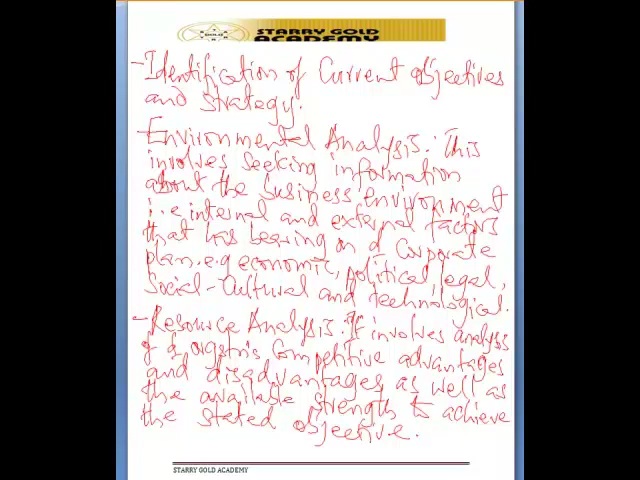 STARRY GOLD
ACADEMY
- Identification of Current objectives
and strategy.
- Environmental Analysis: This
involves seeking information
about the business environment
i.e internal and external factors
that has bearing on d Corporate
plan. e.g economic, political, legal,
Social-Cultural and technological.
- Resource Analysis. It involves analysis
of d orgatn's Competitive advantages
and disadvantages as well as
the available strength to achieve
the stated objective.
STARRY GOLD ACADEMY